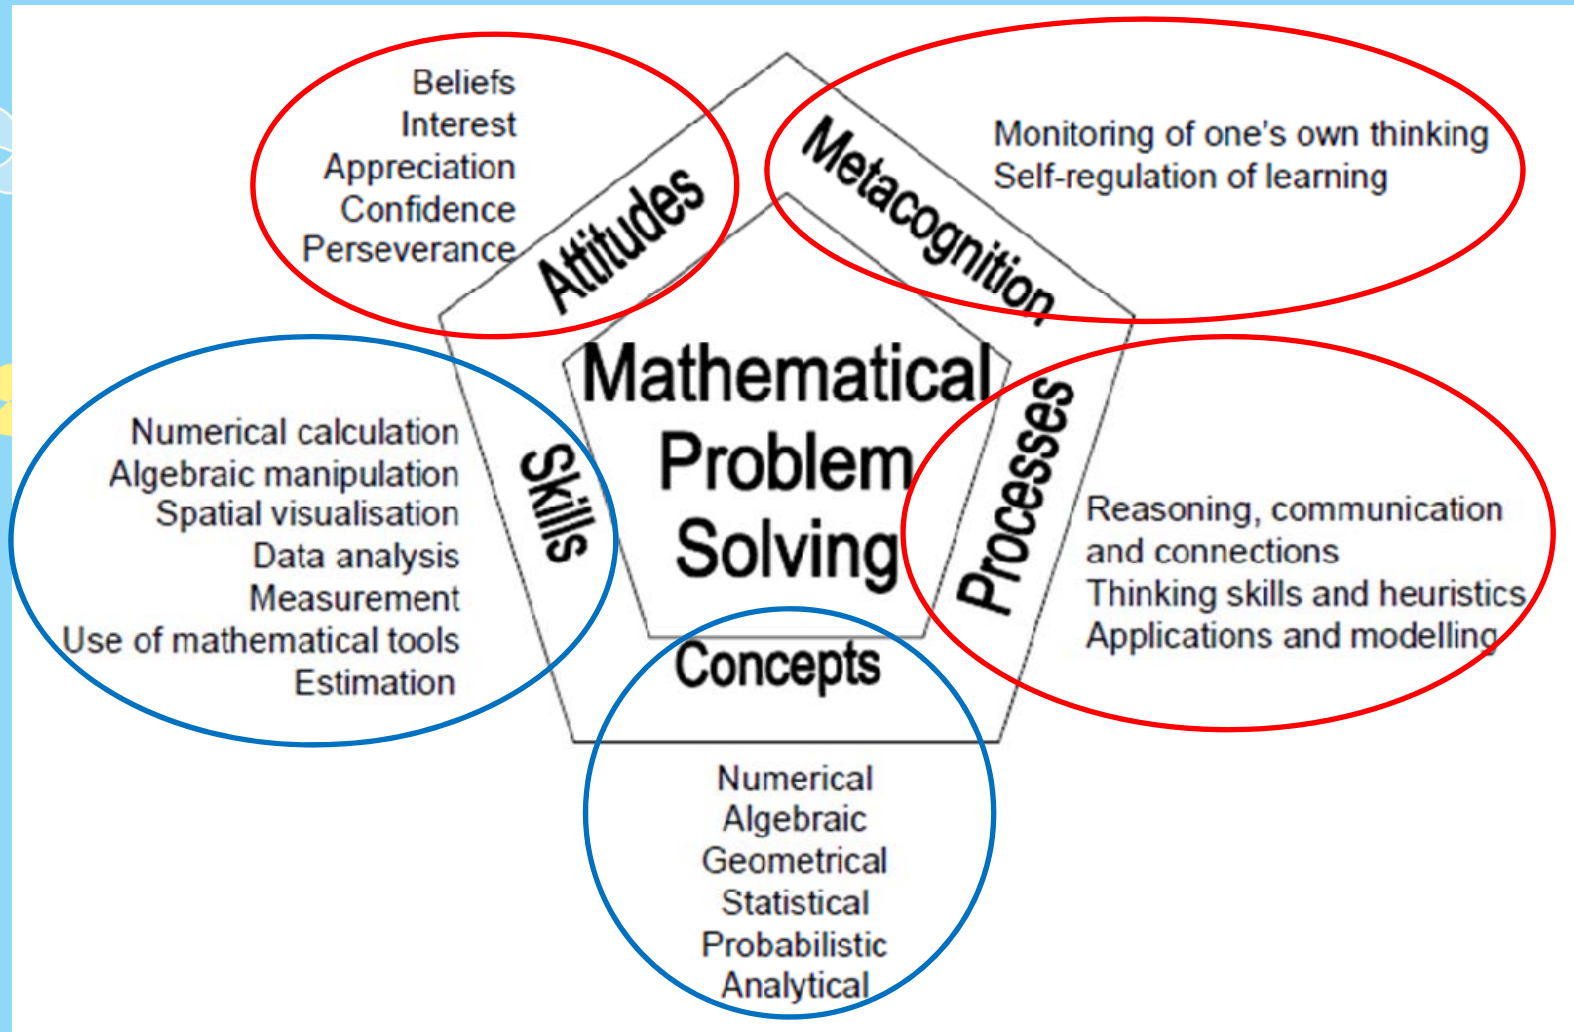 Beliefs
Interest
Appreciation
Confidence
Perseverance
Attitudes
Metacognition
Monitoring of one's own thinking
Self-regulation of learning
Mathematical
Problem
Solving
Numerical calculation
Algebraic manipulation
Spatial visualisation
Data analysis
Measurement
Use of mathematical tools
Estimation
Skills
Processes
Reasoning, communication
and connections
Thinking skills and heuristics
Applications and modelling
Concepts
Numerical
Algebraic
Geometrical
Statistical
Probabilistic
Analytical